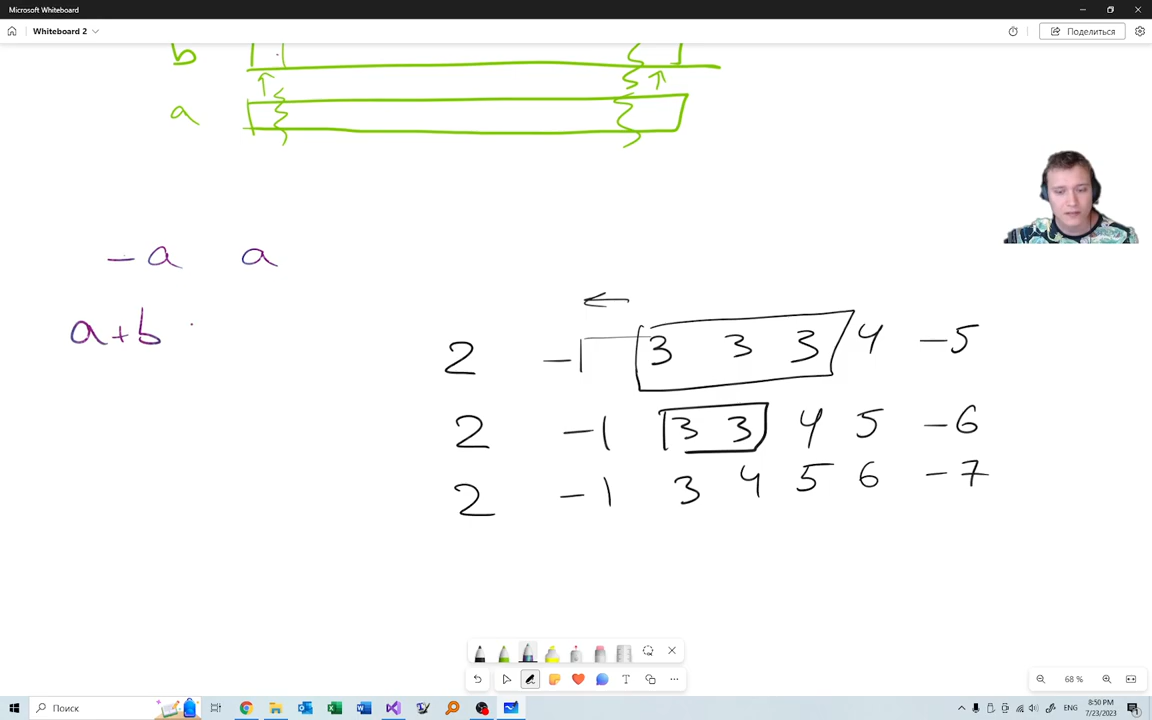 Microsoft Whiteboard
Whiteboard 2
Поделиться
b
a
-a a
a+b
2 -1 3 3 3 4 -5
2 -1 3 3 4 5 -6
2 -1 3 4 5 6 -7
T
68 %
Поиск
ENG
8:50 PM
7/23/2023